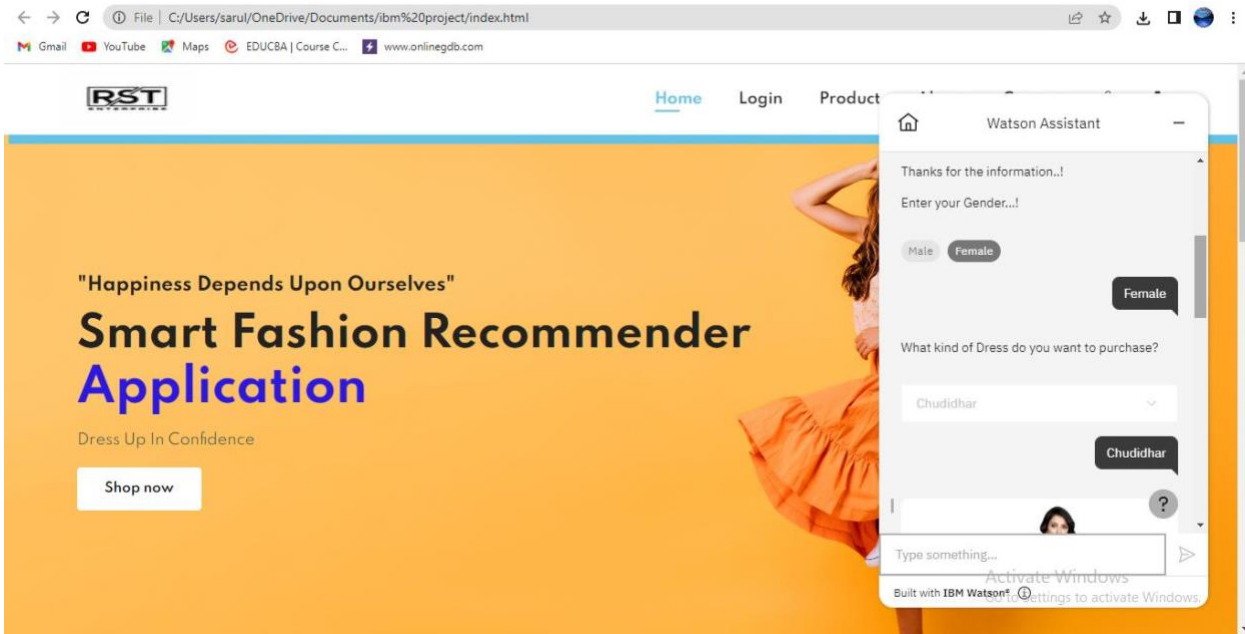 File | C:/Users/sarul/OneDrive/Documents/ibm%20project/index.html
Gmail YouTube Maps EDUCBA | Course C... www.onlinegdb.com
RST
ENTERPRISE
Home Login Product
"Happiness Depends Upon Ourselves"
Smart Fashion Recommender
Application
Dress Up In Confidence
Shop now
Watson Assistant
Thanks for the information..!
Enter your Gender...!
Male Female
Female
What kind of Dress do you want to purchase?
Chudidhar
Chudidhar
?
Type something...
Built with IBM Watson®
Activate Windows
Go to Settings to activate Windows.